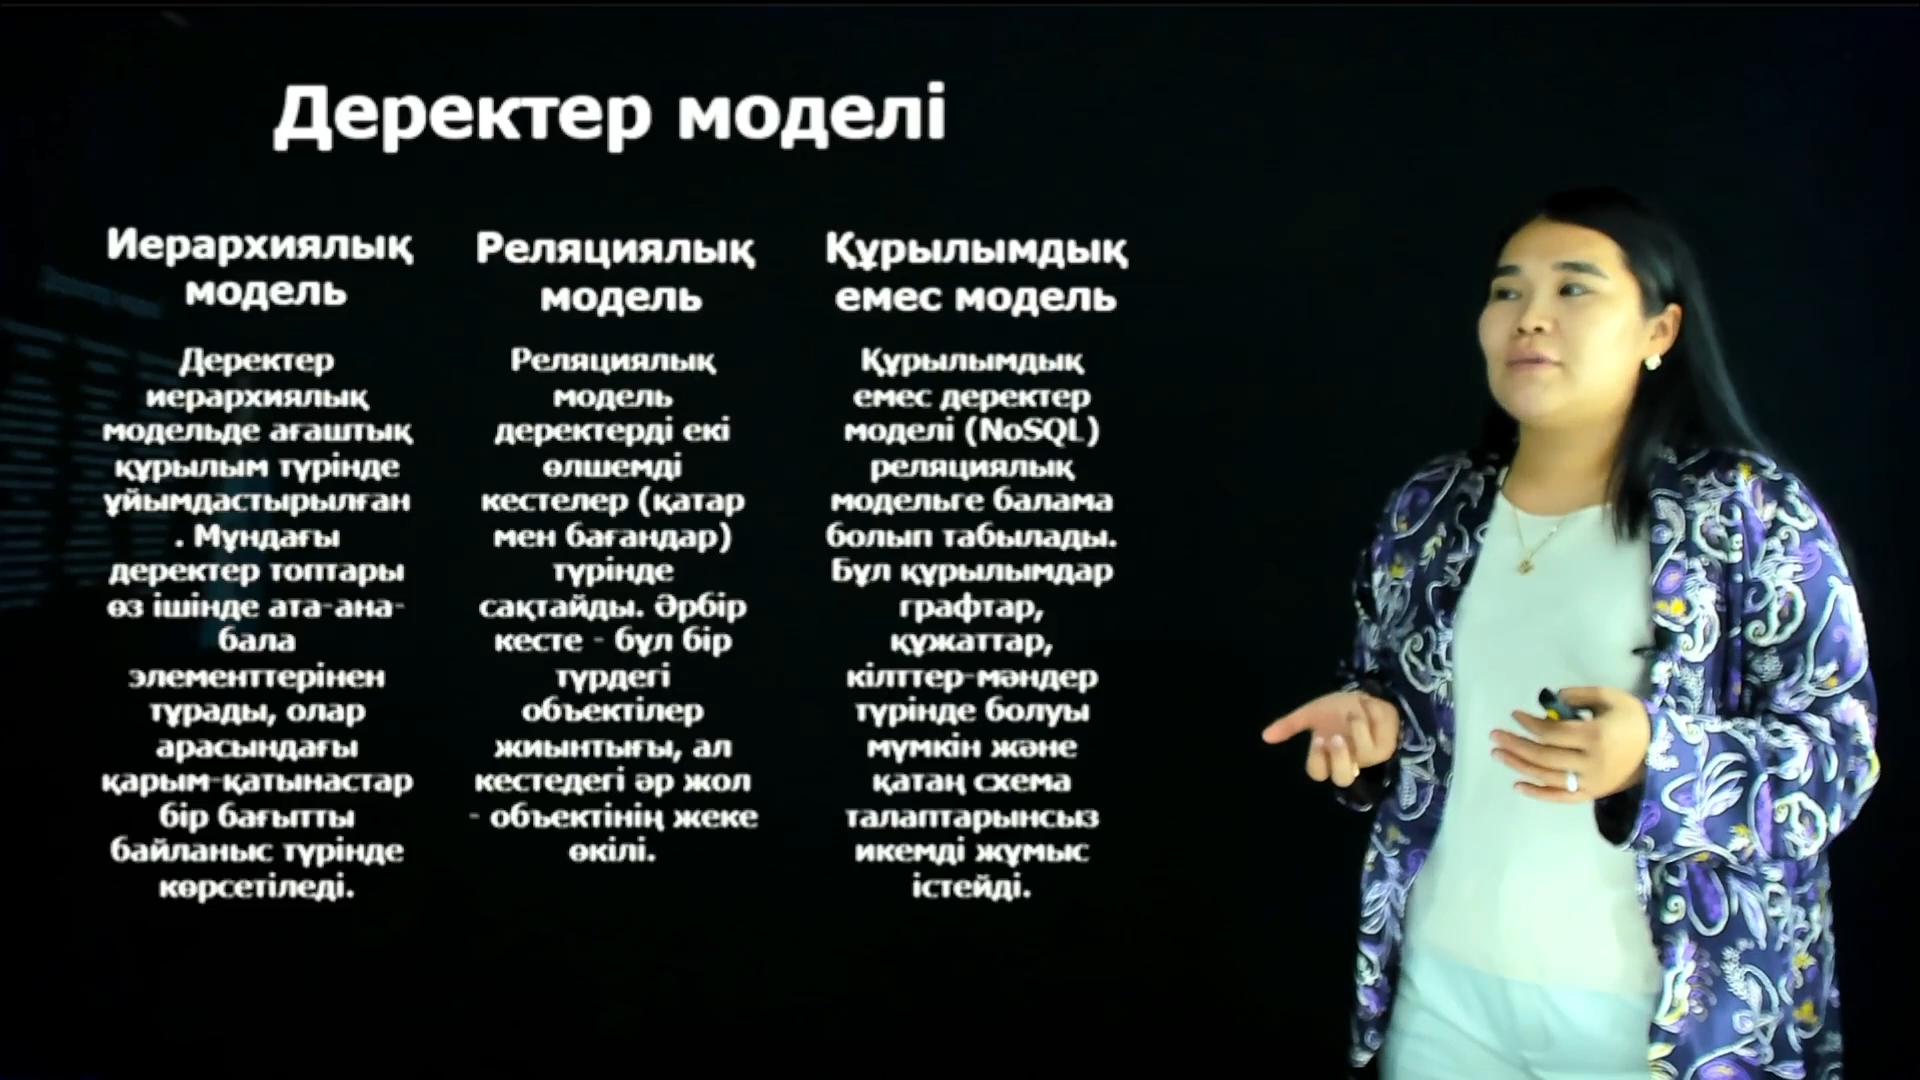 Деректер моделі
Иерархиялық
модель
Деректер
иерархиялық
модельде ағаштық
құрылым түрінде
ұйымдастырылған
. Мұндағы
деректер топтары
өз ішінде ата-ана-
бала
элементтерінен
тұрады, олар
арасындағы
қарым-қатынастар
бір бағытты
байланыс түрінде
көрсетіледі.
Реляциялық
модель
Реляциялық
модель
деректерді екі
өлшемді
кестелер (қатар
мен бағандар)
түрінде
сақтайды. Әрбір
кесте - бұл бір
түрдегі
объектілер
жиынтығы, ал
кестедегі әр жол
- объектінің жеке
өкілі.
Құрылымдық
емес модель
Құрылымдық
емес деректер
моделі (NoSQL)
реляциялық
модельге балама
болып табылады.
Бұл құрылымдар
графтар,
құжаттар,
кілттер-мәндер
түрінде болуы
мүмкін және
қатаң схема
талаптарынсыз
икемді жұмыс
істейді.